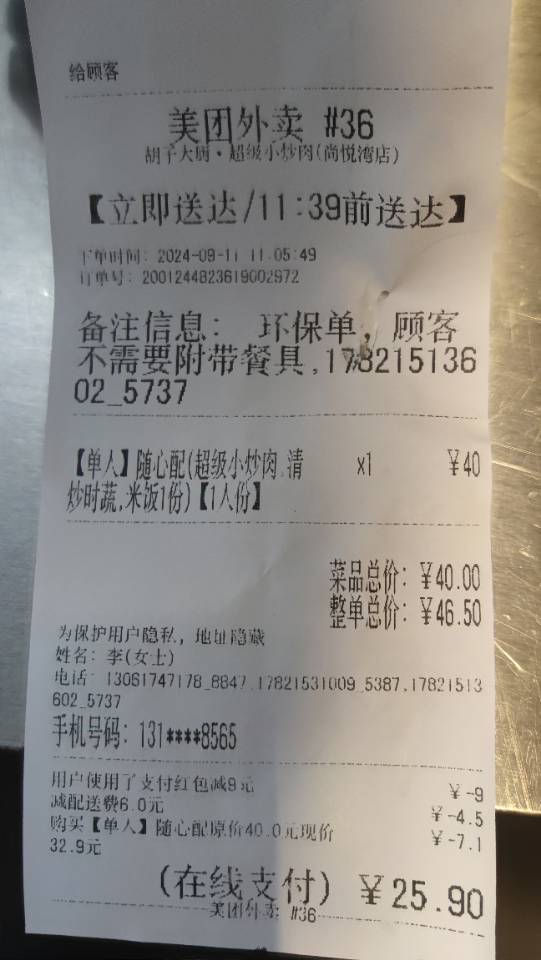 给顾客
美团外卖 #36
胡子大厨·超级小炒肉(尚悦湾店)
【立即送达/11:39前送达】
下单时间: 2024-09-11 11:05:49
订单号: 2001244823619002972
备注信息: 环保单, 顾客
不需要附带餐具,178215136
02_5737
【单人】随心配(超级小炒肉,清 x1 ¥40
炒时蔬,米饭1份)【1人份】
菜品总价: ¥40.00
整单总价: ¥46.50
为保护用户隐私, 地址隐藏
姓名: 李(女士)
电话: 13061747178_8847,17821531009_5387,17821513
602_5737
手机号码: 131****8565
用户使用了支付红包减9元 ¥-9
减配送费6.0元 ¥-4.5
购买【单人】随心配原价40.0元现价 ¥-7.1
32.9元
(在线支付) ¥25.90
美团外卖 #36